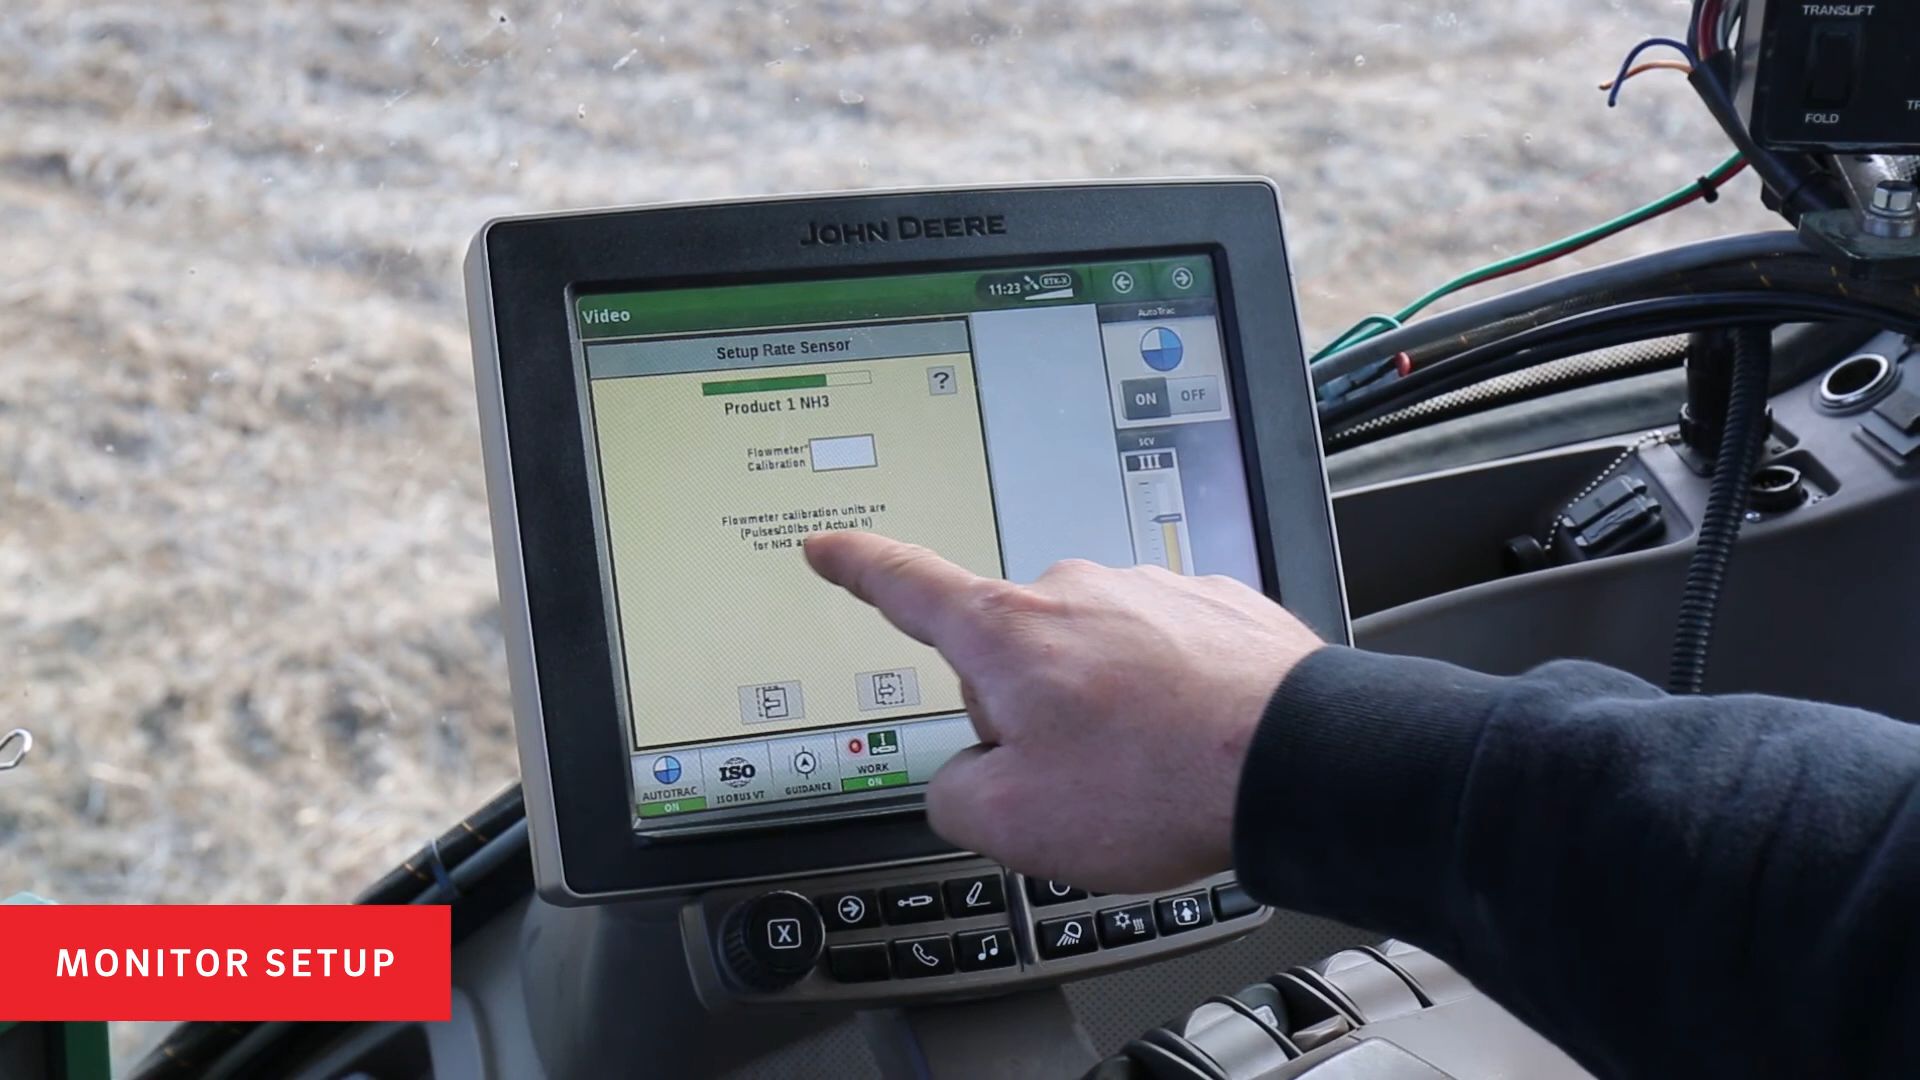 TRANSLIFT
FOLD
JOHN DEERE
11:23
RTK-X
Video
AutoTrac
Setup Rate Sensor
?
Product 1 NH3
ON OFF
Flowmeter*
Calibration
SCV
III
Flowmeter calibration units are
(Pulses/10lbs of Actual N)
for NH3
AUTOTRAC
ON
ISO
ISOBUS VT
GUIDANCE
WORK
ON
X
MONITOR SETUP